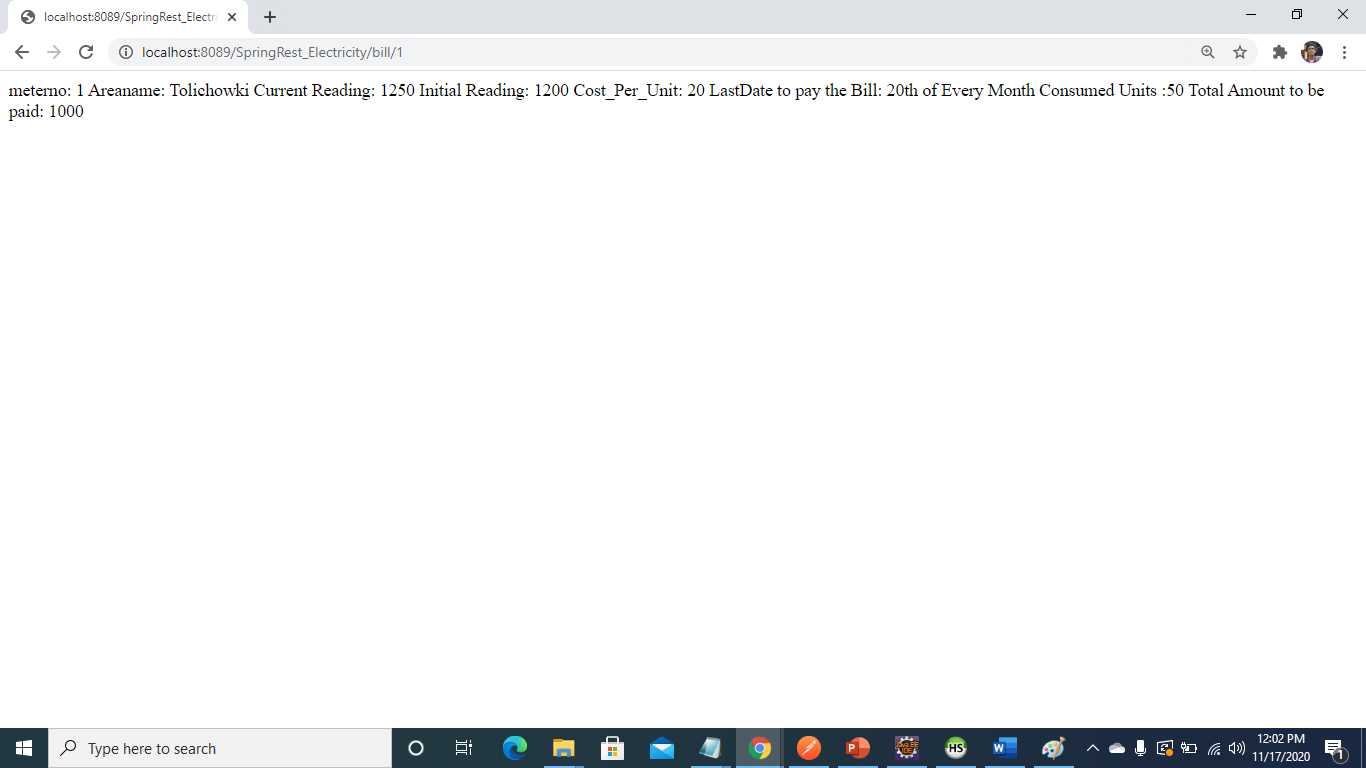 localhost:8089/SpringRest_Electri
localhost:8089/SpringRest_Electricity/bill/1
meterno: 1 Areaname: Tolichowki Current Reading: 1250 Initial Reading: 1200 Cost_Per_Unit: 20 LastDate to pay the Bill: 20th of Every Month Consumed Units :50 Total Amount to be
paid: 1000
Type here to search
HS
12:02 PM
11/17/2020
1